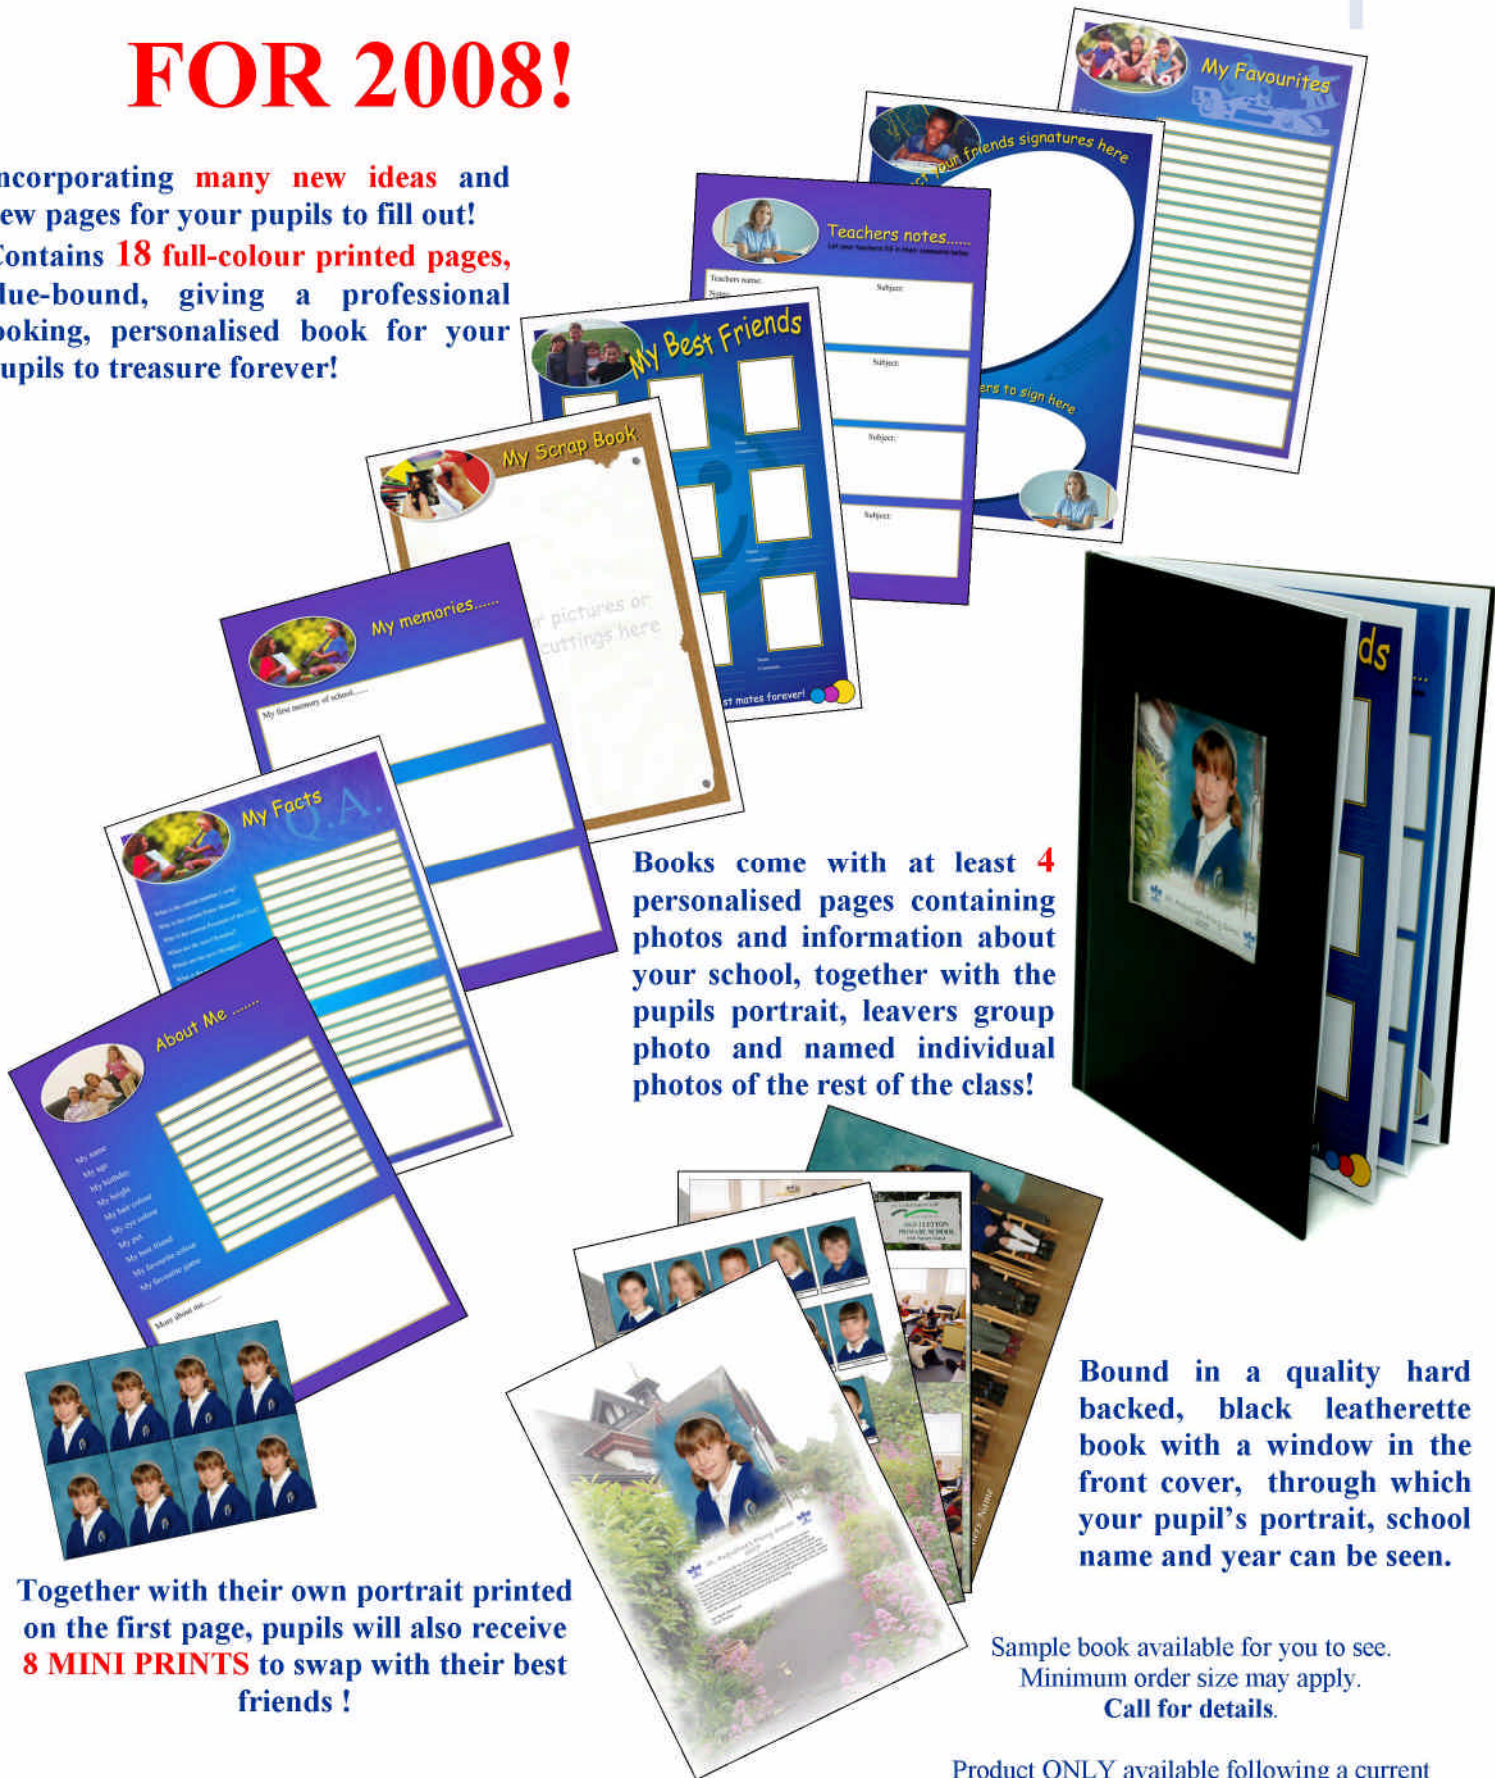 FOR 2008!
ncorporating many new ideas and
ew pages for your pupils to fill out!
ontains 18 full-colour printed pages,
lue-bound, giving a professional
ooking, personalised book for your
upils to treasure forever!
My Favourites
your friends signatures here
ers to sign here
Teachers notes......
Teachers name:
Subject:
Subject:
Subject:
Subject:
My Best Friends
st mates forever!
My Scrap Book
r pictures or
cuttings here
My memories......
My first memory of school......
My Facts
Q.A.
About Me .......
My name
My age
My birthday
My height
My hair colour
My eye colour
My pet
My best friend
My favourite colour
My favourite game
More about me........
ds
Books come with at least 4
personalised pages containing
photos and information about
your school, together with the
pupils portrait, leavers group
photo and named individual
photos of the rest of the class!
PRIMARY SCHOOL
Name
Bound in a quality hard
backed, black leatherette
book with a window in the
front cover, through which
your pupil's portrait, school
name and year can be seen.
Together with their own portrait printed
on the first page, pupils will also receive
8 MINI PRINTS to swap with their best
friends !
Sample book available for you to see.
Minimum order size may apply.
Call for details.
Product ONLY available following a current